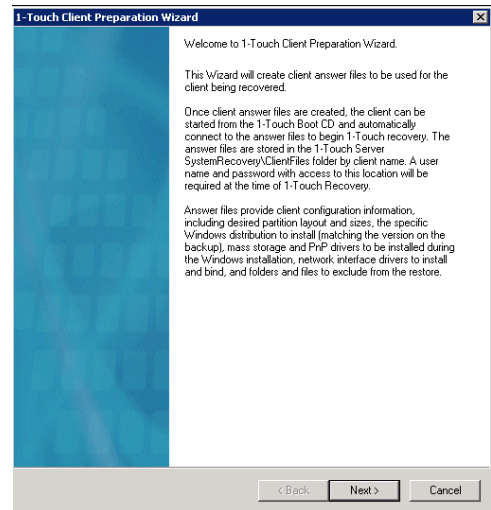 1-Touch Client Preparation Wizard
Welcome to 1-Touch Client Preparation Wizard.
This Wizard will create client answer files to be used for the
client being recovered.
Once client answer files are created, the client can be
started from the 1-Touch Boot CD and automatically
connect to the answer files to begin 1-Touch recovery. The
answer files are stored in the 1-Touch Server
SystemRecovery\ClientFiles folder by client name. A user
name and password with access to this location will be
required at the time of 1-Touch Recovery.
Answer files provide client configuration information,
including desired partition layout and sizes, the specific
Windows distribution to install (matching the version on the
backup), mass storage and PnP drivers to be installed during
the Windows installation, network interface drivers to install
and bind, and folders and files to exclude from the restore.
< Back Next > Cancel